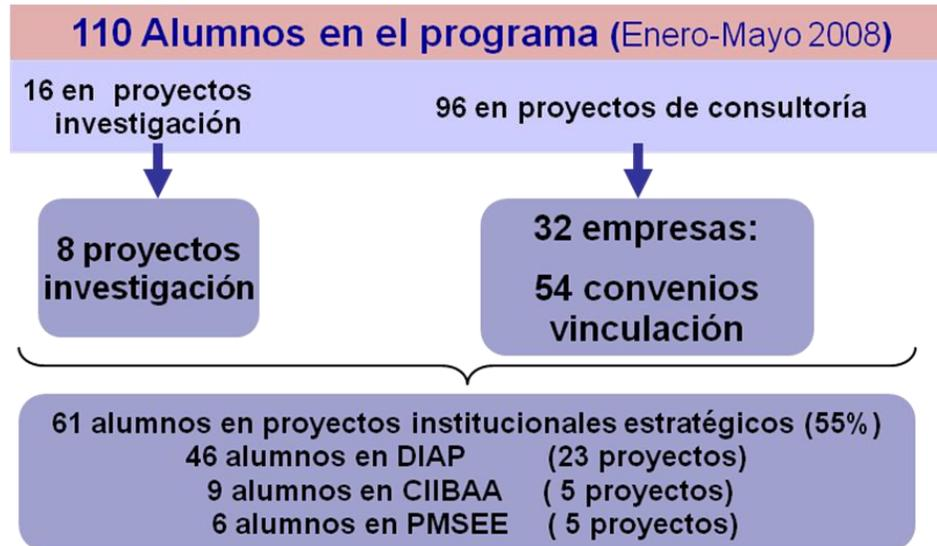 110 Alumnos en el programa (Enero-Mayo 2008)
16 en proyectos
investigación
96 en proyectos de consultoría
8 proyectos
investigación
32 empresas:
54 convenios
vinculación
61 alumnos en proyectos institucionales estratégicos (55%)
46 alumnos en DIAP (23 proyectos)
9 alumnos en CIIBAA ( 5 proyectos)
6 alumnos en PMSEE ( 5 proyectos)